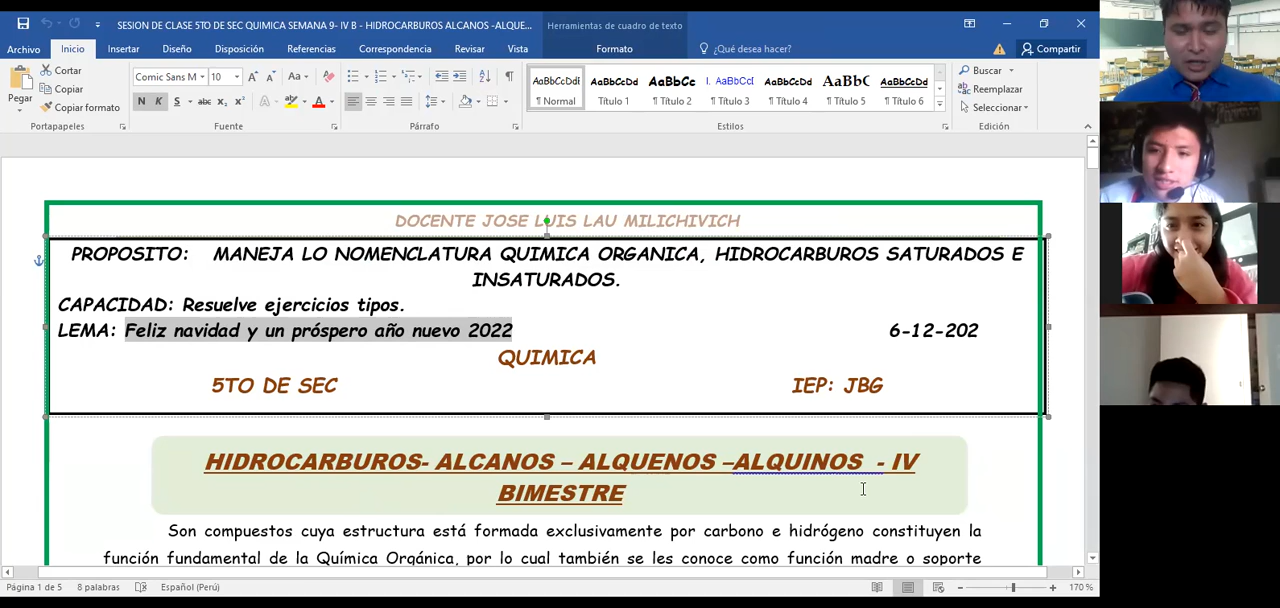 SESION DE CLASE 5TO DE SEC QUIMICA SEMANA 9- IV B - HIDROCARBUROS ALCANOS -ALQUE...
Herramientas de cuadro de texto
Archivo Inicio Insertar Diseño Disposición Referencias Correspondencia Revisar Vista Formato ¿Qué desea hacer? Compartir
Pegar
Cortar
Copiar
Copiar formato
Comic Sans M 10
N K S abc x₂ x²
AaBbCcDdI AaBbCcDd AaBbCc I. AaBbCcI AaBbCcDd AaBbC AaBbCcDd
¶ Normal ¶ Título 1 ¶ Título 2 ¶ Título 3 ¶ Título 4 ¶ Título 5 ¶ Título 6
Buscar
Reemplazar
Seleccionar
Portapapeles Fuente Párrafo Estilos Edición
DOCENTE JOSE LUIS LAU MILICHIVICH
PROPOSITO: MANEJA LO NOMENCLATURA QUIMICA ORGANICA, HIDROCARBUROS SATURADOS E
INSATURADOS.
CAPACIDAD: Resuelve ejercicios tipos.
LEMA: Feliz navidad y un próspero año nuevo 2022 6-12-202
QUIMICA
5TO DE SEC IEP: JBG
HIDROCARBUROS- ALCANOS – ALQUENOS –ALQUINOS - IV
BIMESTRE
Son compuestos cuya estructura está formada exclusivamente por carbono e hidrógeno constituyen la
función fundamental de la Química Orgánica, por lo cual también se les conoce como función madre o soporte
Página 1 de 5 8 palabras Español (Perú) 170 %